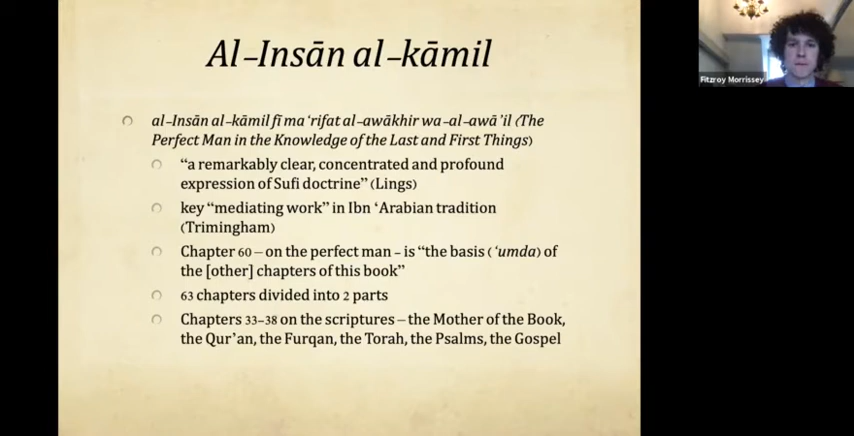 Al–Insān al–kāmil
al–Insān al–kāmil fī ma‘rifat al–awākhir wa–al–awā’il (The
Perfect Man in the Knowledge of the Last and First Things)
“a remarkably clear, concentrated and profound
expression of Sufi doctrine” (Lings)
key “mediating work” in Ibn ‘Arabian tradition
(Trimingham)
Chapter 60 – on the perfect man – is “the basis (‘umda) of
the [other] chapters of this book”
63 chapters divided into 2 parts
Chapters 33–38 on the scriptures – the Mother of the Book,
the Qur’an, the Furqan, the Torah, the Psalms, the Gospel
Fitzroy Morrissey